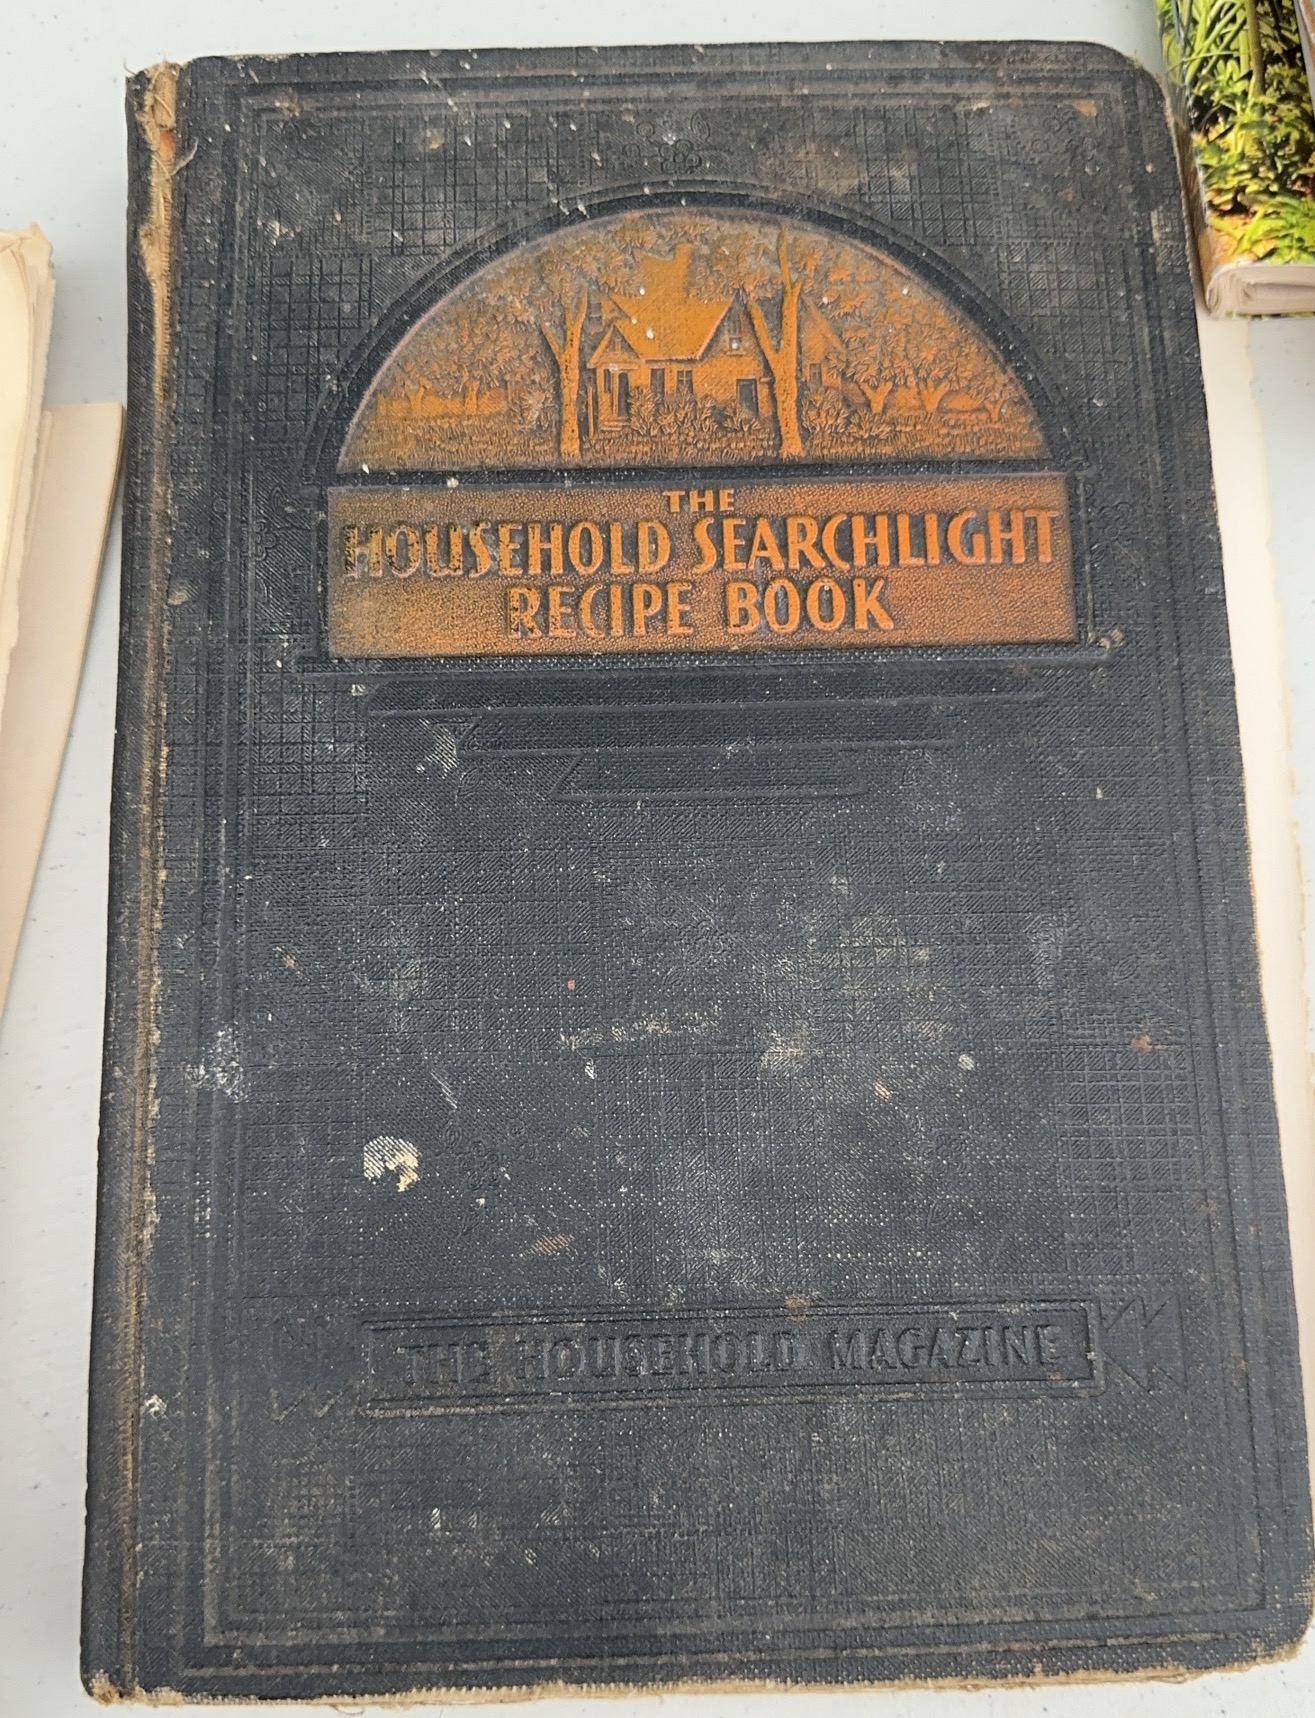 THE
HOUSEHOLD SEARCHLIGHT
RECIPE BOOK
THE HOUSEHOLD MAGAZINE